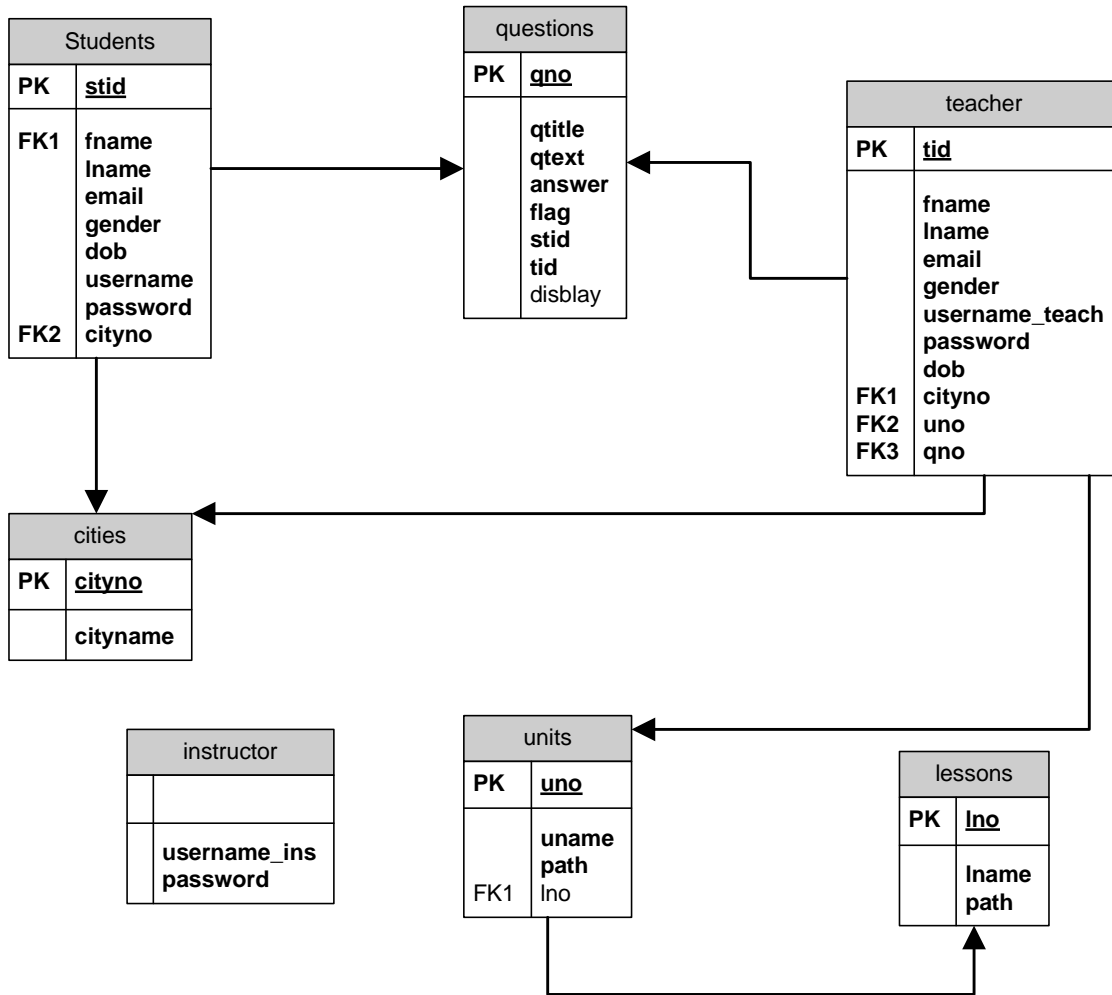 Students
PK stid
FK1 fname
lname
email
gender
dob
username
password
FK2 cityno
questions
PK qno
qtitle
qtext
answer
flag
stid
tid
disblay
teacher
PK tid
fname
lname
email
gender
username_teach
password
dob
FK1 cityno
FK2 uno
FK3 qno
cities
PK cityno
cityname
instructor
username_ins
password
units
PK uno
uname
path
FK1 lno
lessons
PK lno
lname
path